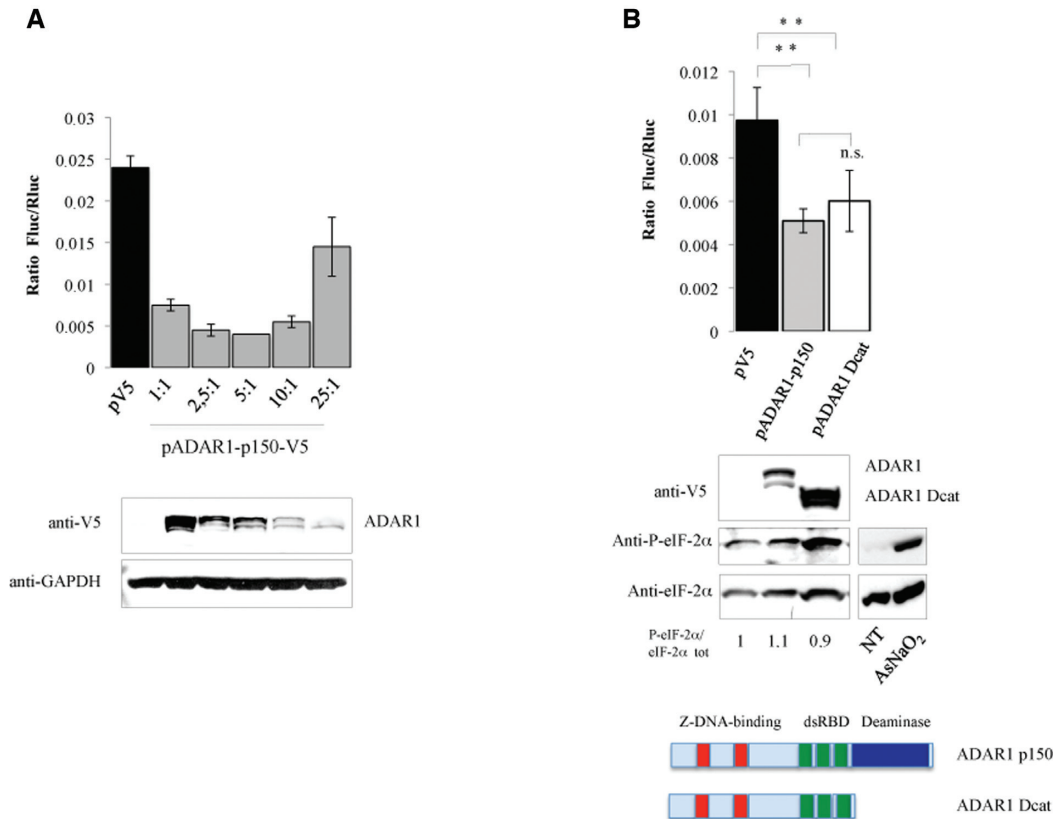 A
Ratio Fluc/Rluc
0.03
0.025
0.02
0.015
0.01
0.005
0
pV5
1:1
2,5:1
5:1
10:1
25:1
pADAR1-p150-V5
anti-V5
ADAR1
anti-GAPDH
B
* *
* *
n.s.
Ratio Fluc/Rluc
0.012
0.01
0.008
0.006
0.004
0.002
0
pV5
pADAR1-p150
pADAR1 Dcat
anti-V5
ADAR1
ADAR1 Dcat
Anti-P-eIF-2α
Anti-eIF-2α
P-eIF-2α/
eIF-2α tot
1 1.1 0.9
NT
AsNaO₂
Z-DNA-binding dsRBD Deaminase
ADAR1 p150
ADAR1 Dcat